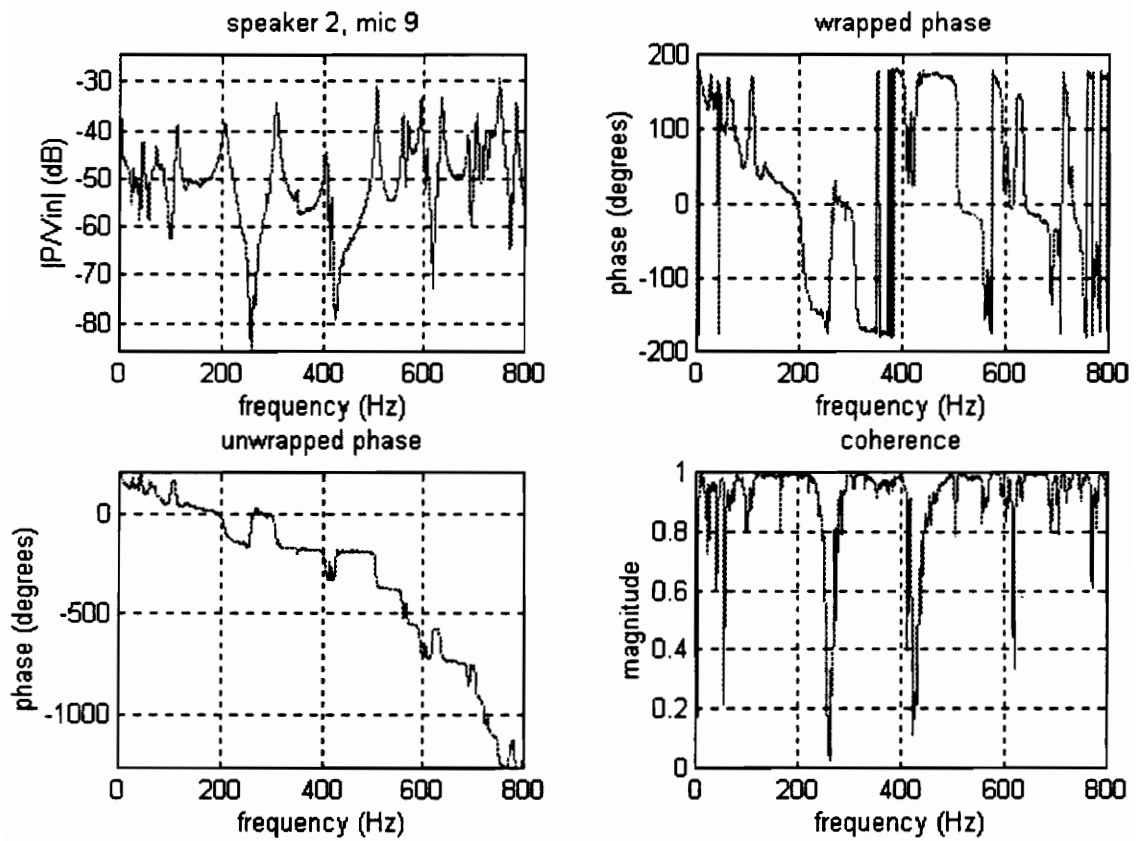 speaker 2, mic 9
|P/Vin| (dB)
-30
-40
-50
-60
-70
-80
0 200 400 600 800
frequency (Hz)
wrapped phase
phase (degrees)
200
100
0
-100
-200
0 200 400 600 800
frequency (Hz)
unwrapped phase
phase (degrees)
0
-500
-1000
0 200 400 600 800
frequency (Hz)
coherence
magnitude
1
0.8
0.6
0.4
0.2
0
0 200 400 600 800
frequency (Hz)